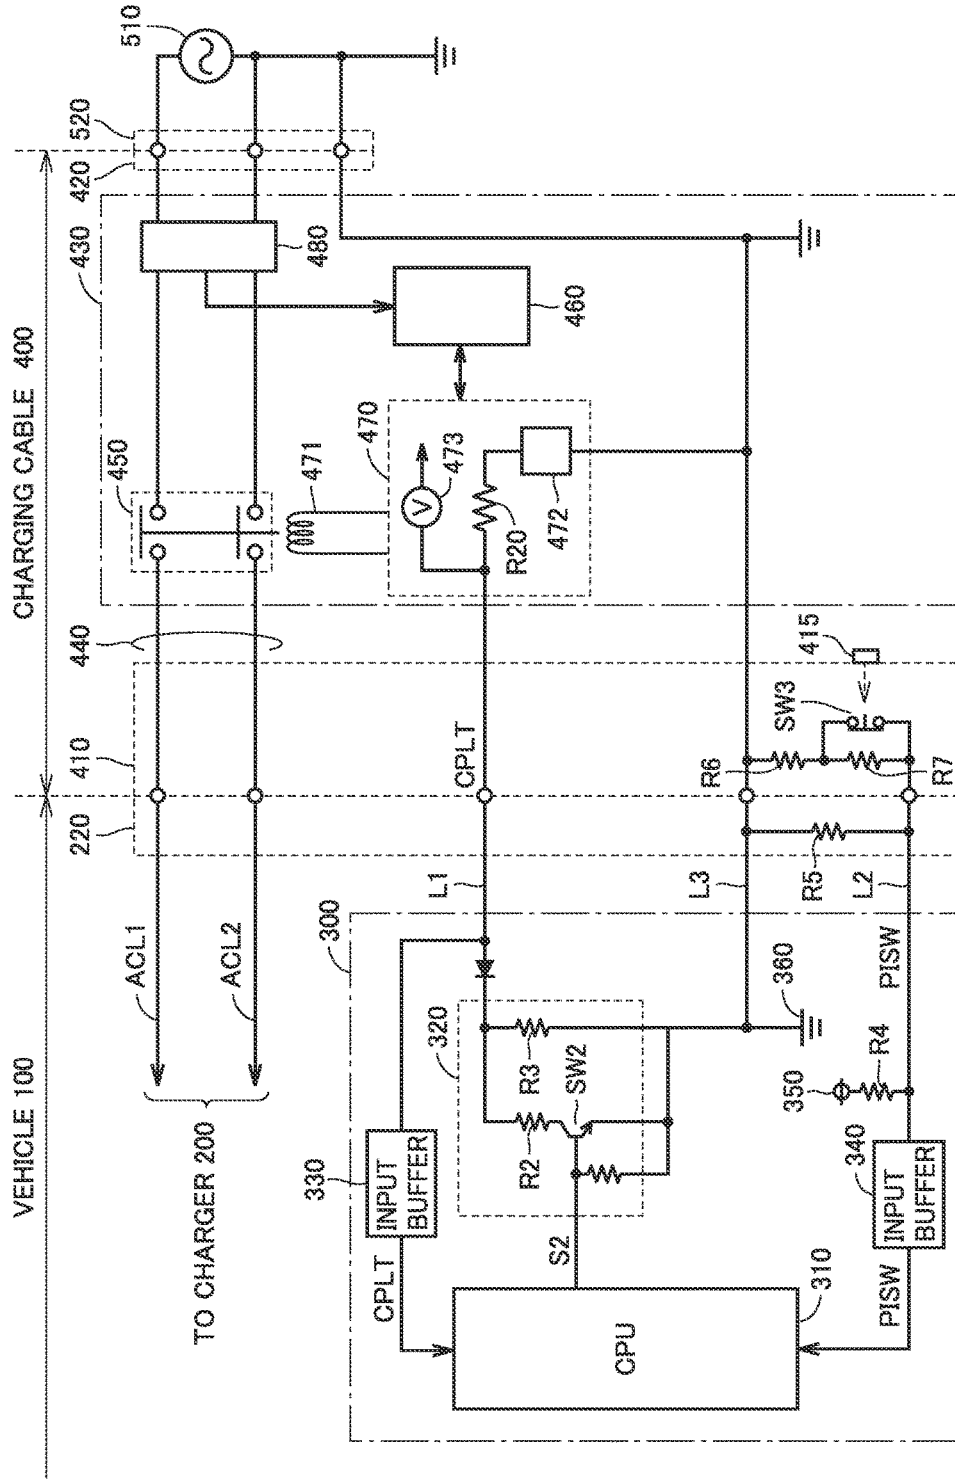 VEHICLE 100
CHARGING CABLE 400
TO CHARGER 200
ACL1
ACL2
220
410
440
450
430
420
520
510
480
460
470
471
473
472
R20
CPLT
L1
L3
L2
300
320
330
INPUT
BUFFER
CPLT
R3
R2
SW2
S2
CPU
310
360
350
R4
340
INPUT
BUFFER
PISW
PISW
R5
R6
R7
SW3
415